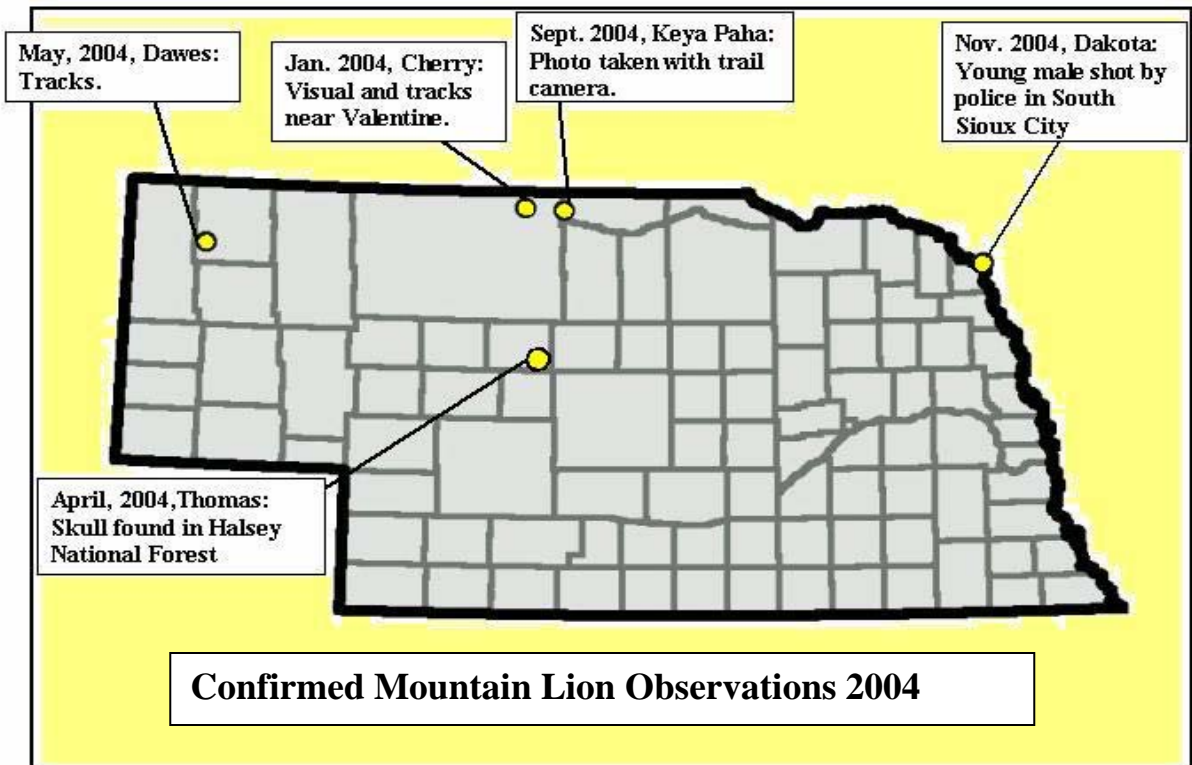 May, 2004, Dawes:
Tracks.
Jan. 2004, Cherry:
Visual and tracks
near Valentine.
Sept. 2004, Keya Paha:
Photo taken with trail
camera.
Nov. 2004, Dakota:
Young male shot by
police in South
Sioux City
April, 2004,Thomas:
Skull found in Halsey
National Forest
Confirmed Mountain Lion Observations 2004